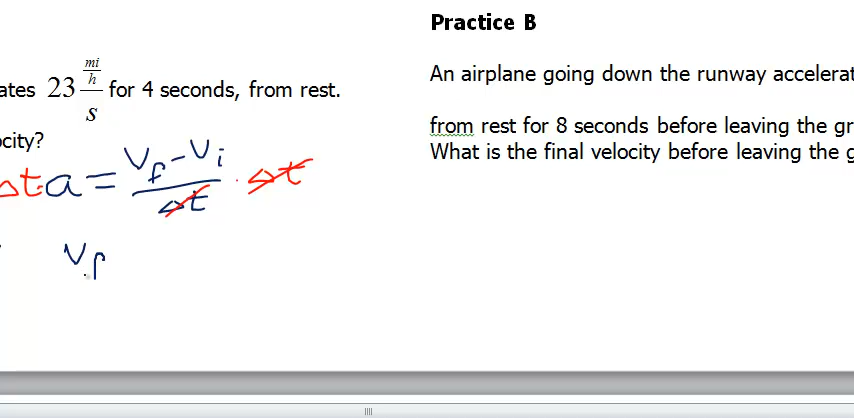 Practice B
An airplane going down the runway accelerat
ates 23 mi/h/s for 4 seconds, from rest.
from rest for 8 seconds before leaving the gr
ocity?
What is the final velocity before leaving the g
Δt·a = Vf - Vi / Δt · Δt
Vf